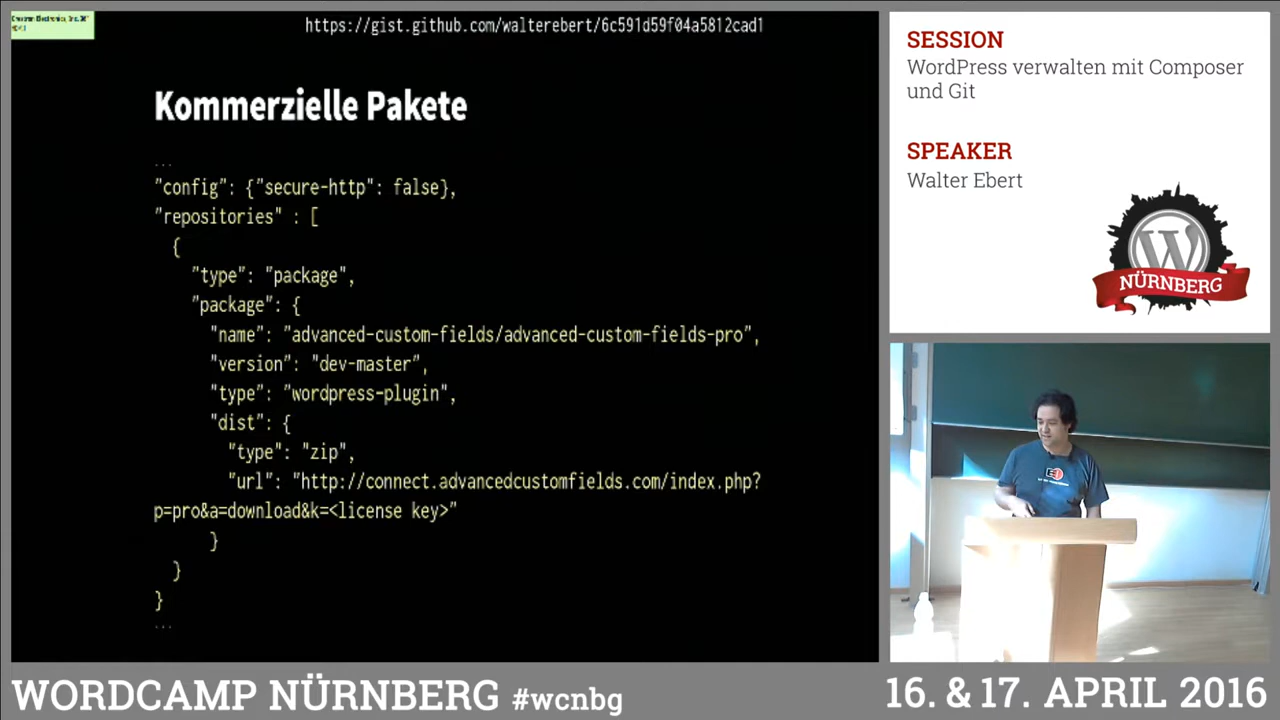 https://gist.github.com/walterebert/6c591d59f04a5812cad1
Kommerzielle Pakete
...
"config": {"secure-http": false},
"repositories" : [
{
"type": "package",
"package": {
"name": "advanced-custom-fields/advanced-custom-fields-pro",
"version": "dev-master",
"type": "wordpress-plugin",
"dist": {
"type": "zip",
"url": "http://connect.advancedcustomfields.com/index.php?
p=pro&a=download&k=<license key>"
}
}
}
...
SESSION
WordPress verwalten mit Composer
und Git
SPEAKER
Walter Ebert
W
NÜRNBERG
WORDCAMP NÜRNBERG #wcnbg
16. & 17. APRIL 2016